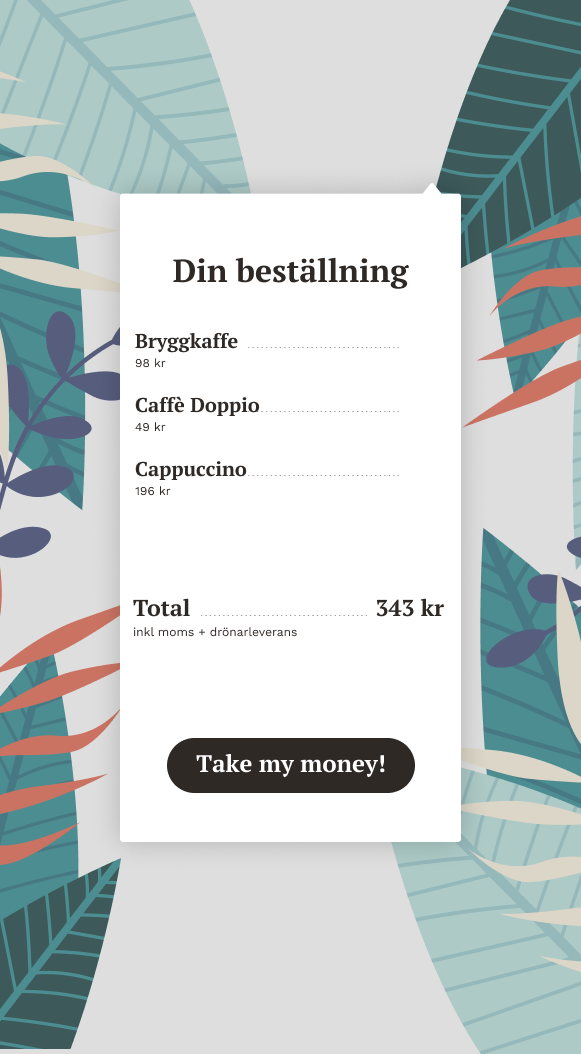 Din beställning
Bryggkaffe
98 kr
Caffè Doppio
49 kr
Cappuccino
196 kr
Total 343 kr
inkl moms + drönarleverans
Take my money!